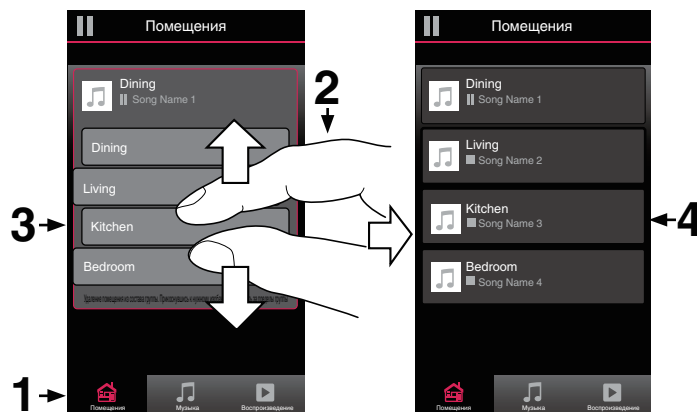 Помещения
Dining
Song Name 1
Dining
Living
Kitchen
Bedroom
Помещения
Музыка
Воспроизведение
1
2
3
Помещения
Dining
Song Name 1
Living
Song Name 2
Kitchen
Song Name 3
Bedroom
Song Name 4
Помещения
Музыка
Воспроизведение
4